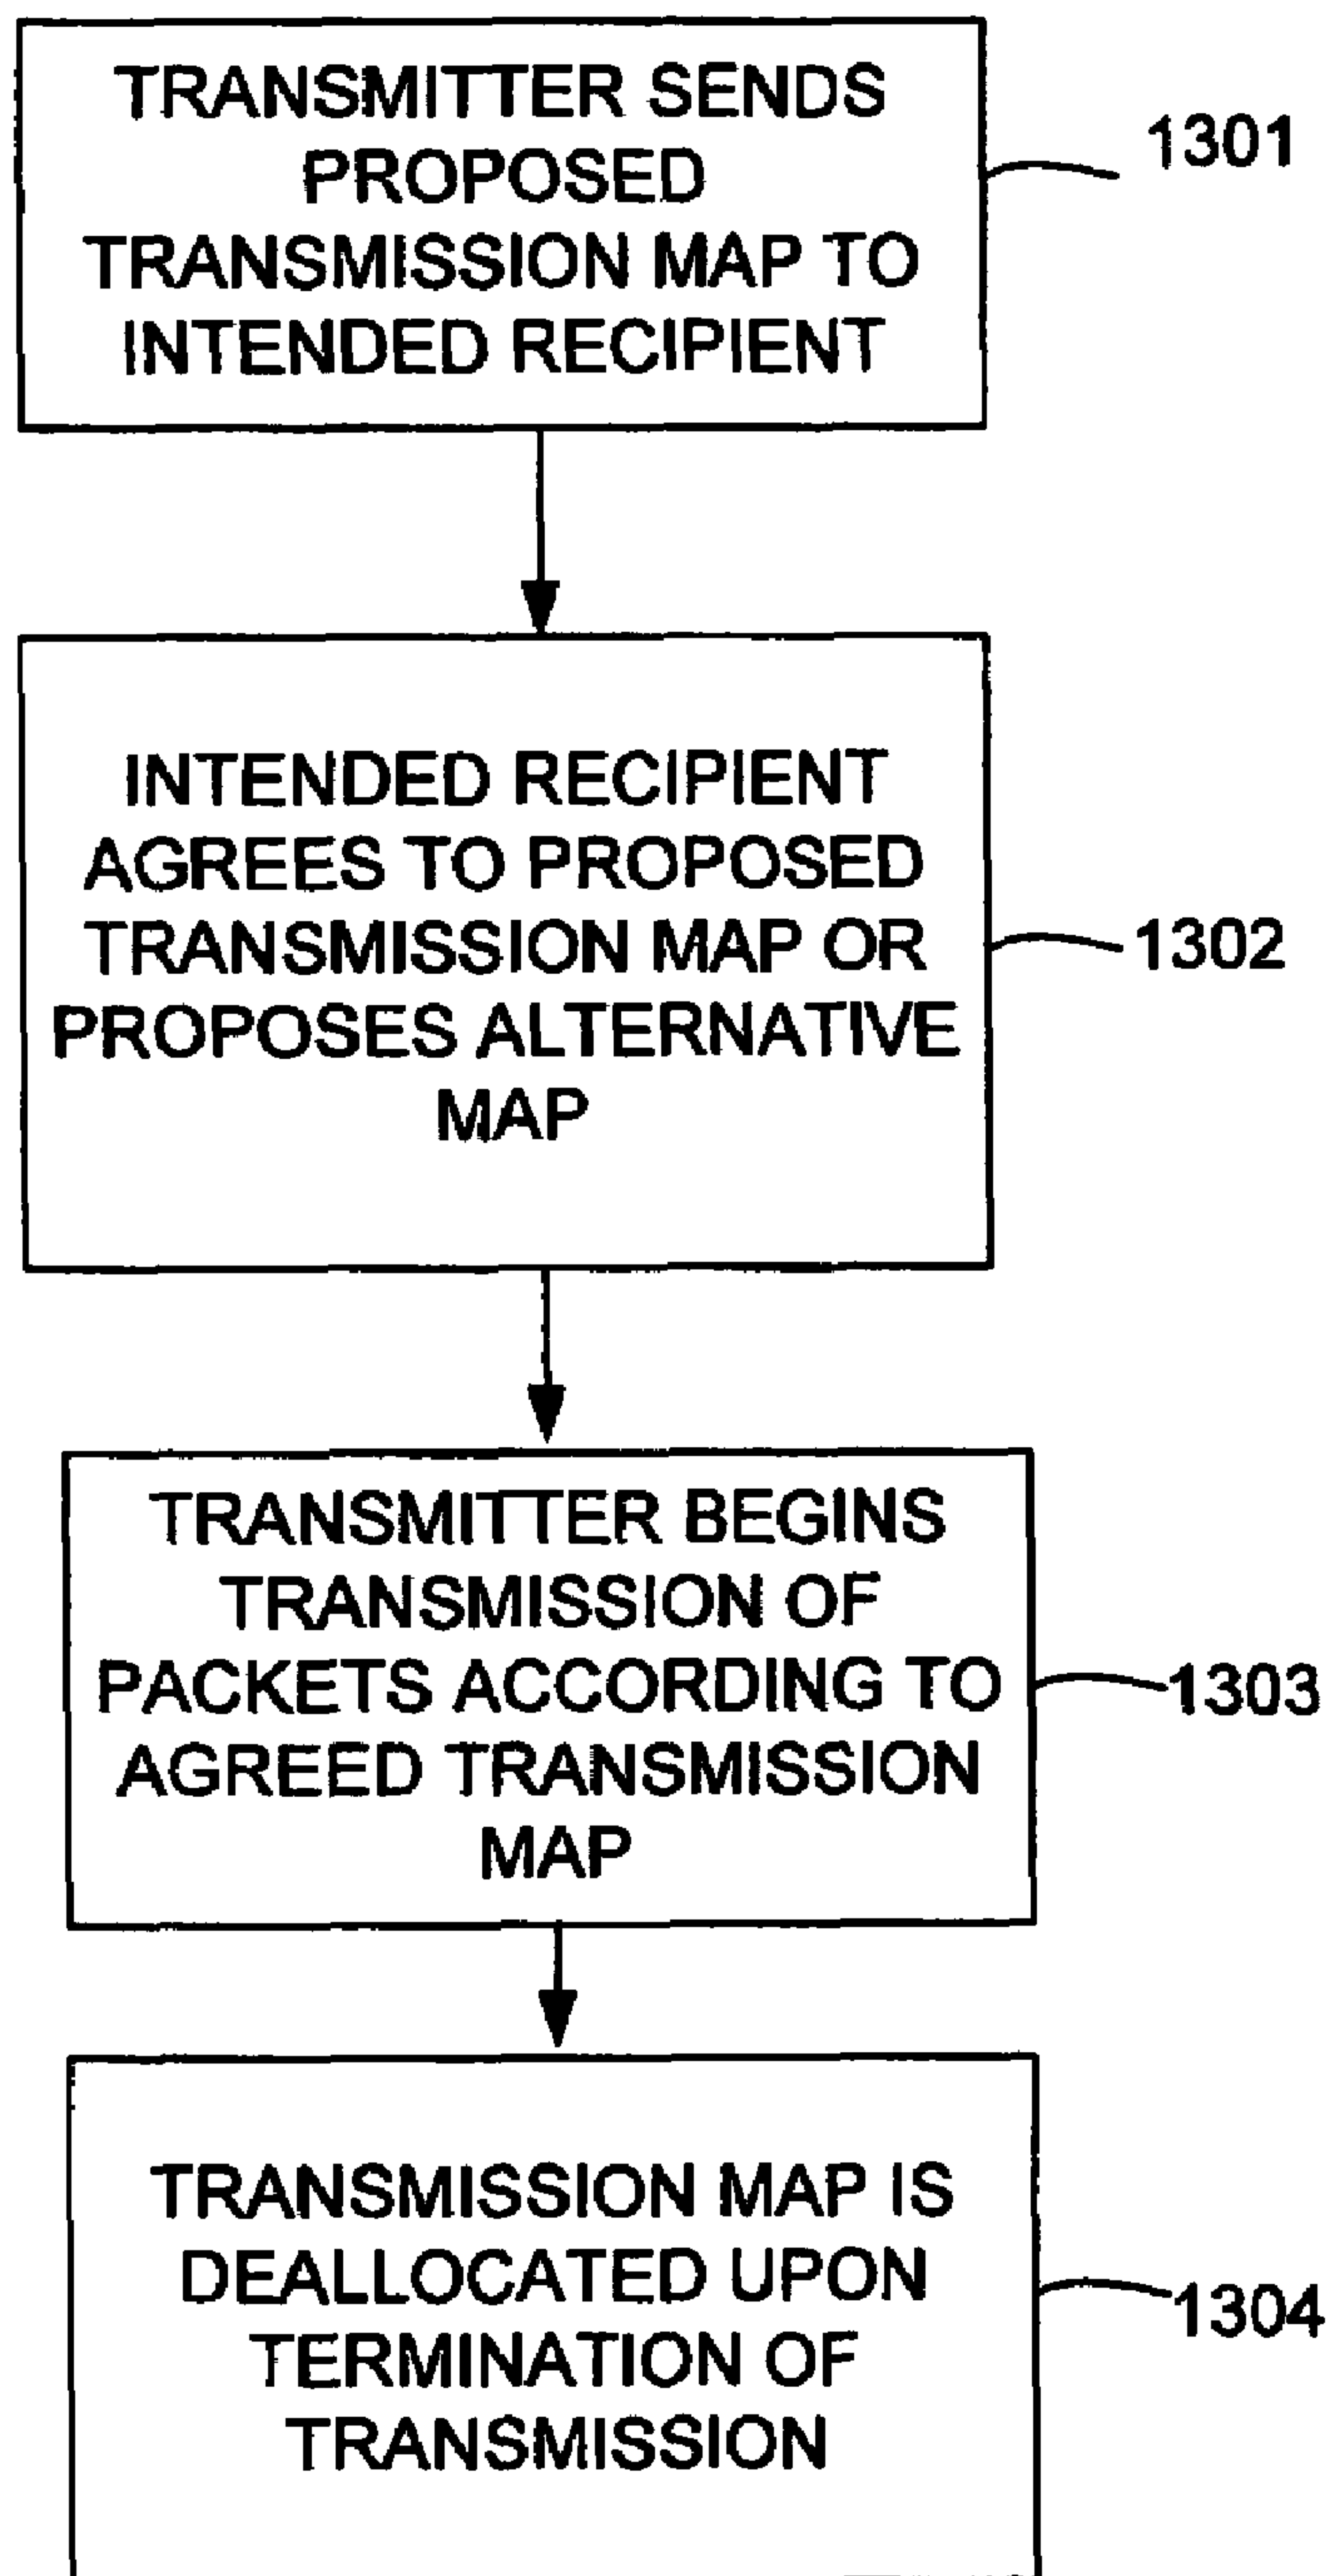 TRANSMITTER SENDS
PROPOSED
TRANSMISSION MAP TO
INTENDED RECIPIENT
1301
INTENDED RECIPIENT
AGREES TO PROPOSED
TRANSMISSION MAP OR
PROPOSES ALTERNATIVE
MAP
1302
TRANSMITTER BEGINS
TRANSMISSION OF
PACKETS ACCORDING TO
AGREED TRANSMISSION
MAP
1303
TRANSMISSION MAP IS
DEALLOCATED UPON
TERMINATION OF
TRANSMISSION
1304